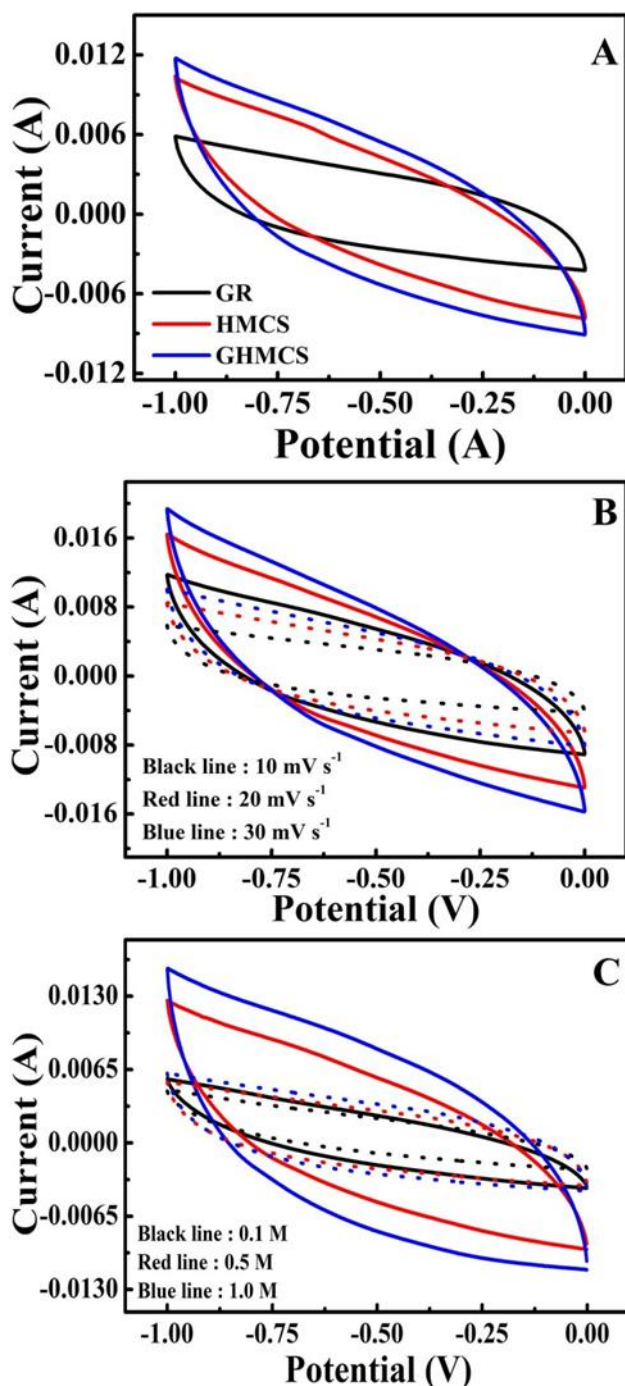 A
Current (A)
0.012
0.006
0.000
-0.006
-0.012
GR
HMCS
GHMCS
-1.00 -0.75 -0.50 -0.25 0.00
Potential (A)
B
Current (A)
0.016
0.008
0.000
-0.008
-0.016
Black line : 10 mV s⁻¹
Red line : 20 mV s⁻¹
Blue line : 30 mV s⁻¹
-1.00 -0.75 -0.50 -0.25 0.00
Potential (V)
C
Current (A)
0.0130
0.0065
0.0000
-0.0065
-0.0130
Black line : 0.1 M
Red line : 0.5 M
Blue line : 1.0 M
-1.00 -0.75 -0.50 -0.25 0.00
Potential (V)